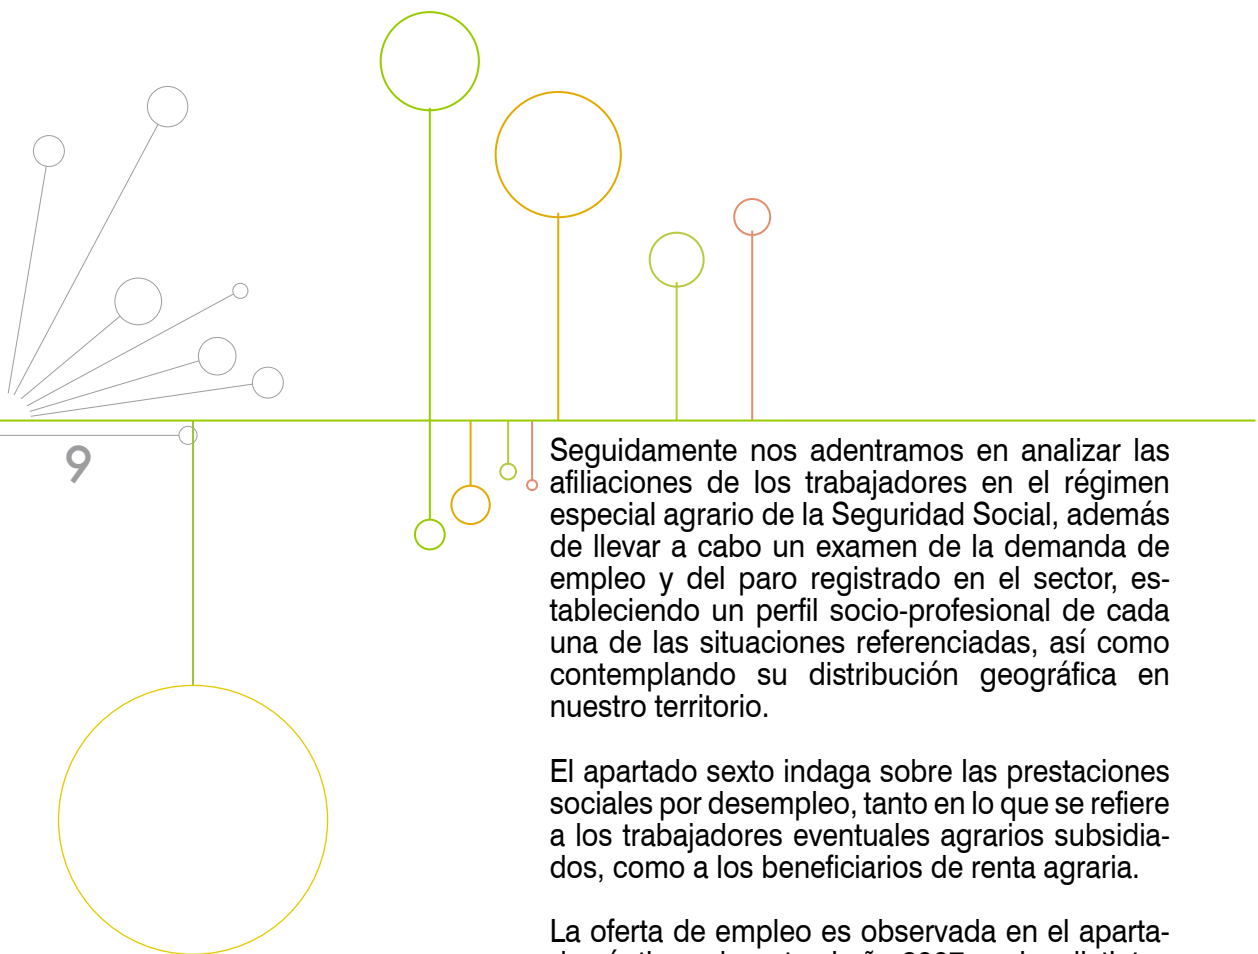 9
Seguidamente nos adentramos en analizar las
afiliaciones de los trabajadores en el régimen
especial agrario de la Seguridad Social, además
de llevar a cabo un examen de la demanda de
empleo y del paro registrado en el sector, es-
tableciendo un perfil socio-profesional de cada
una de las situaciones referenciadas, así como
contemplando su distribución geográfica en
nuestro territorio.
El apartado sexto indaga sobre las prestaciones
sociales por desempleo, tanto en lo que se refiere
a los trabajadores eventuales agrarios subsidia-
dos, como a los beneficiarios de renta agraria.
La oferta de empleo es observada en el aparta-